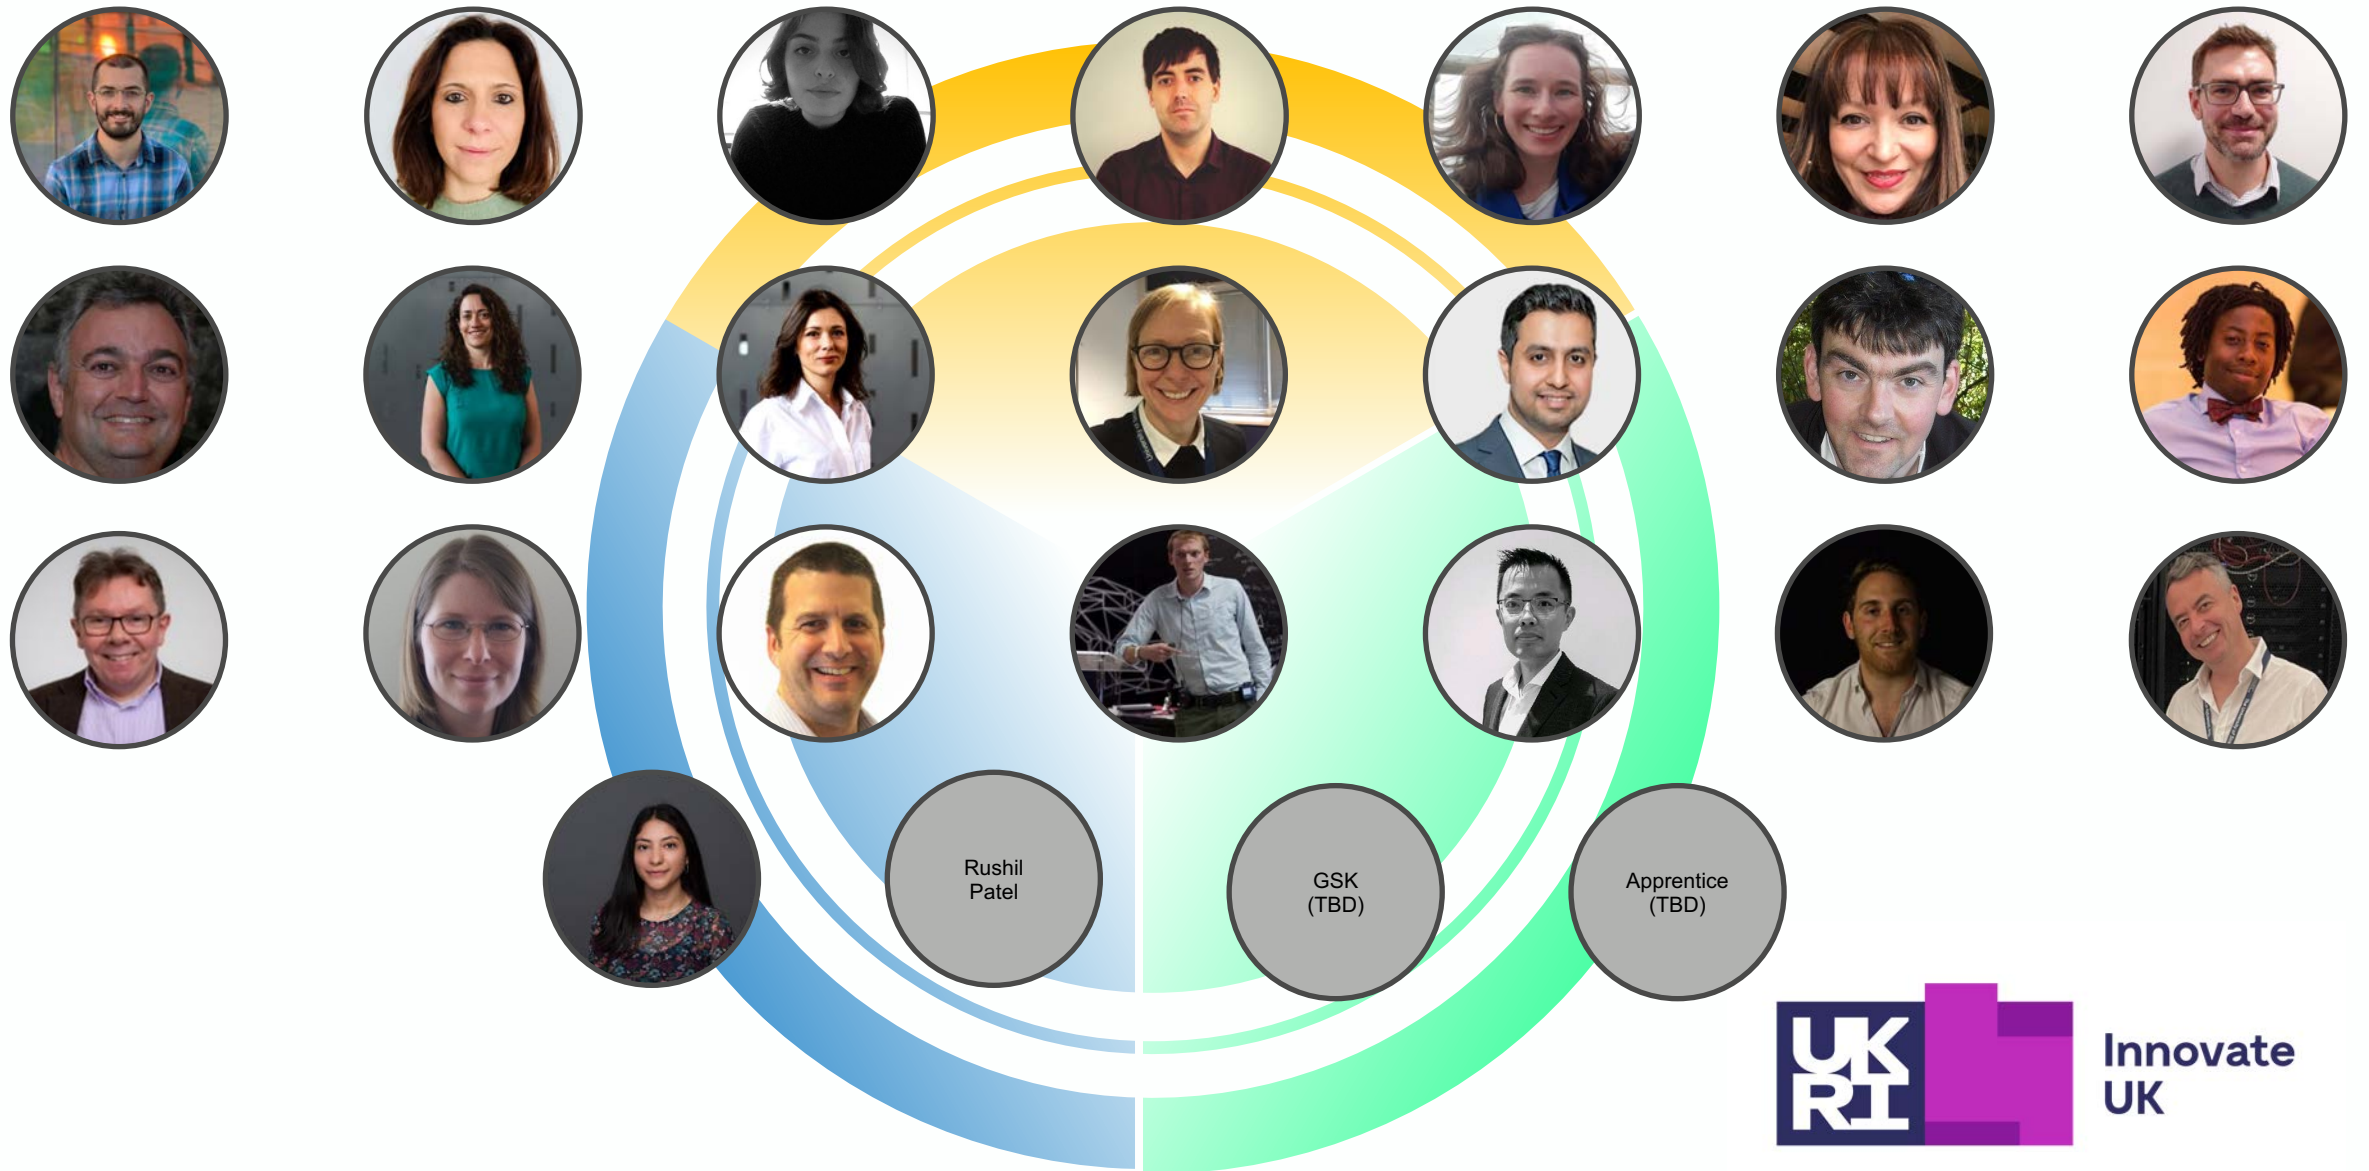 Rushil
Patel
GSK
(TBD)
Apprentice
(TBD)
UK
RI
Innovate
UK